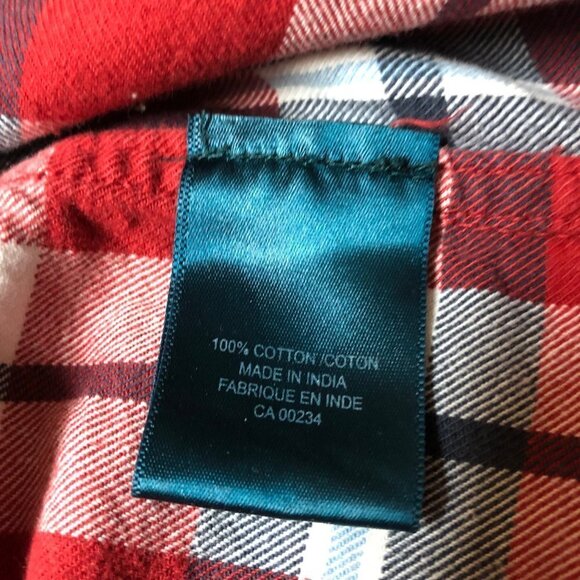 100% COTTON /COTON
MADE IN INDIA
FABRIQUE EN INDE
CA 00234